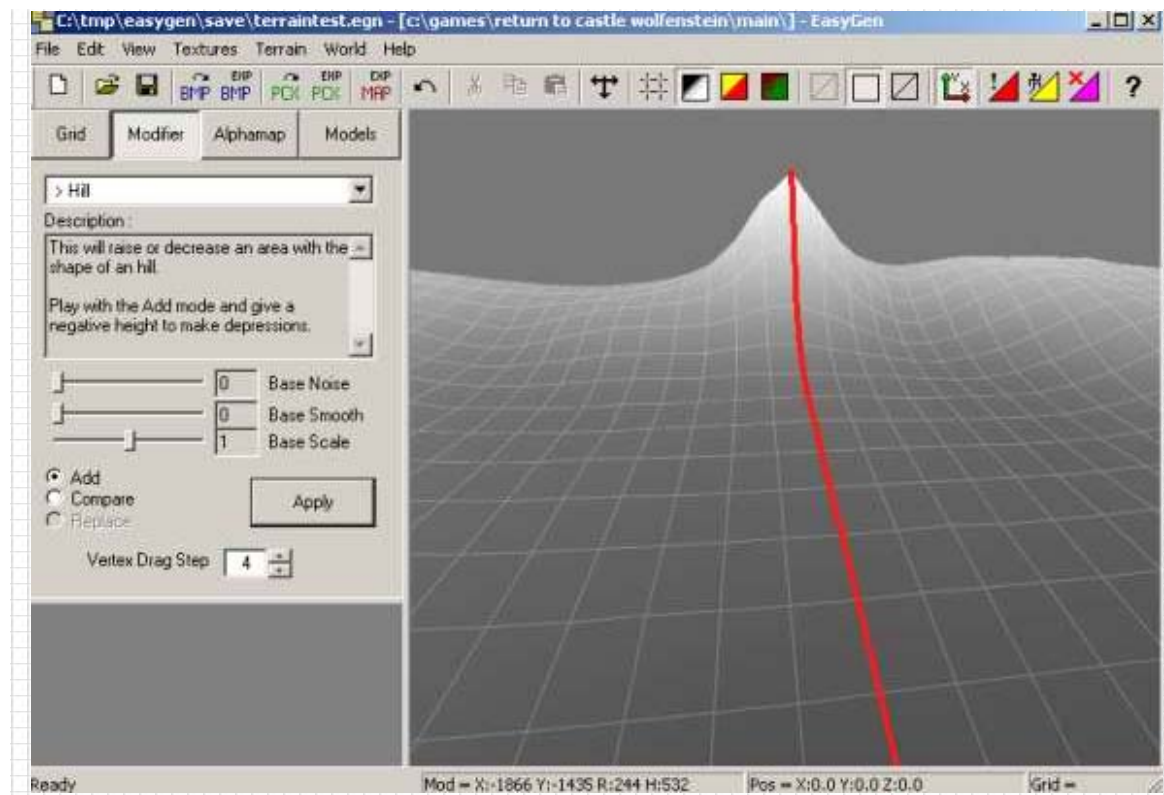 C:\tmp\easygen\save\terraintest.egn - [c:\games\return to castle wolfenstein\main\] - EasyGen
File Edit View Textures Terrain World Help
BMP EXP BMP PCX EXP PCX EXP MAP ?
Grid Modifier Alphamap Models
> Hill
Description :
This will raise or decrease an area with the
shape of an hill.
Play with the Add mode and give a
negative height to make depressions.
0 Base Noise
0 Base Smooth
1 Base Scale
Add
Compare
Replace
Apply
Vertex Drag Step 4
Ready Mod = X:-1866 Y:-1435 R:244 H:532 Pos = X:0.0 Y:0.0 Z:0.0 Grid =